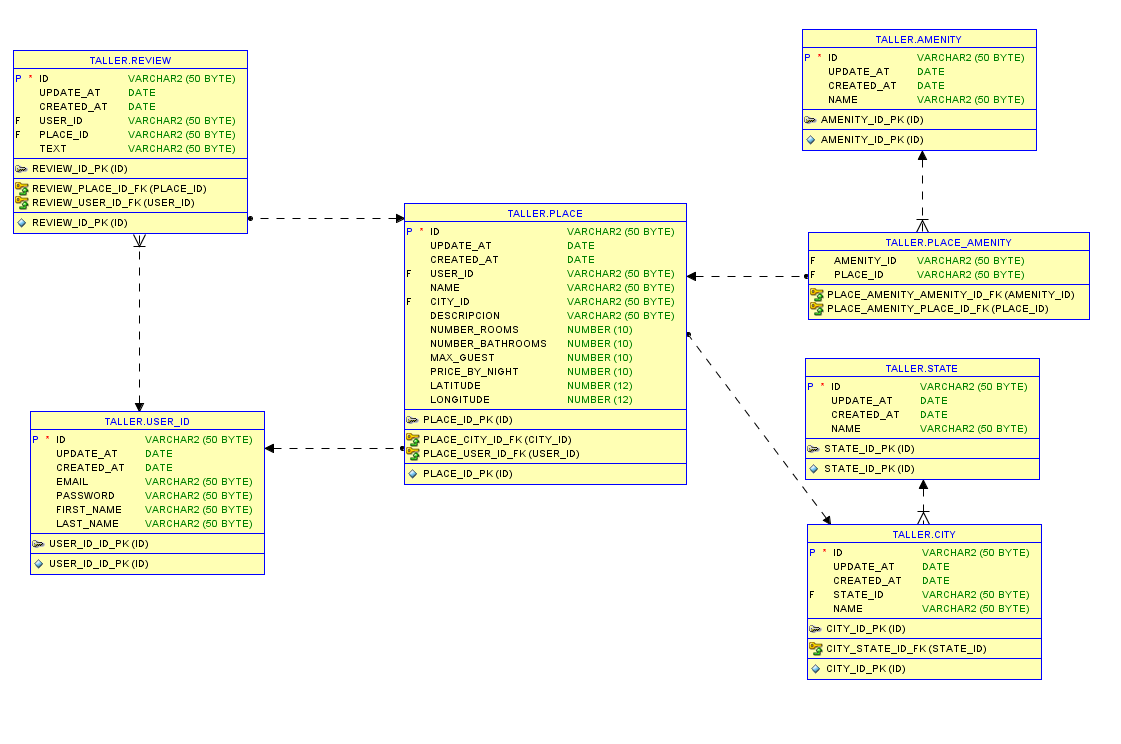 TALLER.REVIEW
P * ID VARCHAR2 (50 BYTE)
UPDATE_AT DATE
CREATED_AT DATE
F USER_ID VARCHAR2 (50 BYTE)
F PLACE_ID VARCHAR2 (50 BYTE)
TEXT VARCHAR2 (50 BYTE)
REVIEW_ID_PK (ID)
REVIEW_PLACE_ID_FK (PLACE_ID)
REVIEW_USER_ID_FK (USER_ID)
REVIEW_ID_PK (ID)
TALLER.USER_ID
P * ID VARCHAR2 (50 BYTE)
UPDATE_AT DATE
CREATED_AT DATE
EMAIL VARCHAR2 (50 BYTE)
PASSWORD VARCHAR2 (50 BYTE)
FIRST_NAME VARCHAR2 (50 BYTE)
LAST_NAME VARCHAR2 (50 BYTE)
USER_ID_ID_PK (ID)
USER_ID_ID_PK (ID)
TALLER.PLACE
P * ID VARCHAR2 (50 BYTE)
UPDATE_AT DATE
CREATED_AT DATE
F USER_ID VARCHAR2 (50 BYTE)
NAME VARCHAR2 (50 BYTE)
F CITY_ID VARCHAR2 (50 BYTE)
DESCRIPCION VARCHAR2 (50 BYTE)
NUMBER_ROOMS NUMBER (10)
NUMBER_BATHROOMS NUMBER (10)
MAX_GUEST NUMBER (10)
PRICE_BY_NIGHT NUMBER (10)
LATITUDE NUMBER (12)
LONGITUDE NUMBER (12)
PLACE_ID_PK (ID)
PLACE_CITY_ID_FK (CITY_ID)
PLACE_USER_ID_FK (USER_ID)
PLACE_ID_PK (ID)
TALLER.AMENITY
P * ID VARCHAR2 (50 BYTE)
UPDATE_AT DATE
CREATED_AT DATE
NAME VARCHAR2 (50 BYTE)
AMENITY_ID_PK (ID)
AMENITY_ID_PK (ID)
TALLER.PLACE_AMENITY
F AMENITY_ID VARCHAR2 (50 BYTE)
F PLACE_ID VARCHAR2 (50 BYTE)
PLACE_AMENITY_AMENITY_ID_FK (AMENITY_ID)
PLACE_AMENITY_PLACE_ID_FK (PLACE_ID)
TALLER.STATE
P * ID VARCHAR2 (50 BYTE)
UPDATE_AT DATE
CREATED_AT DATE
NAME VARCHAR2 (50 BYTE)
STATE_ID_PK (ID)
STATE_ID_PK (ID)
TALLER.CITY
P * ID VARCHAR2 (50 BYTE)
UPDATE_AT DATE
CREATED_AT DATE
F STATE_ID VARCHAR2 (50 BYTE)
NAME VARCHAR2 (50 BYTE)
CITY_ID_PK (ID)
CITY_STATE_ID_FK (STATE_ID)
CITY_ID_PK (ID)